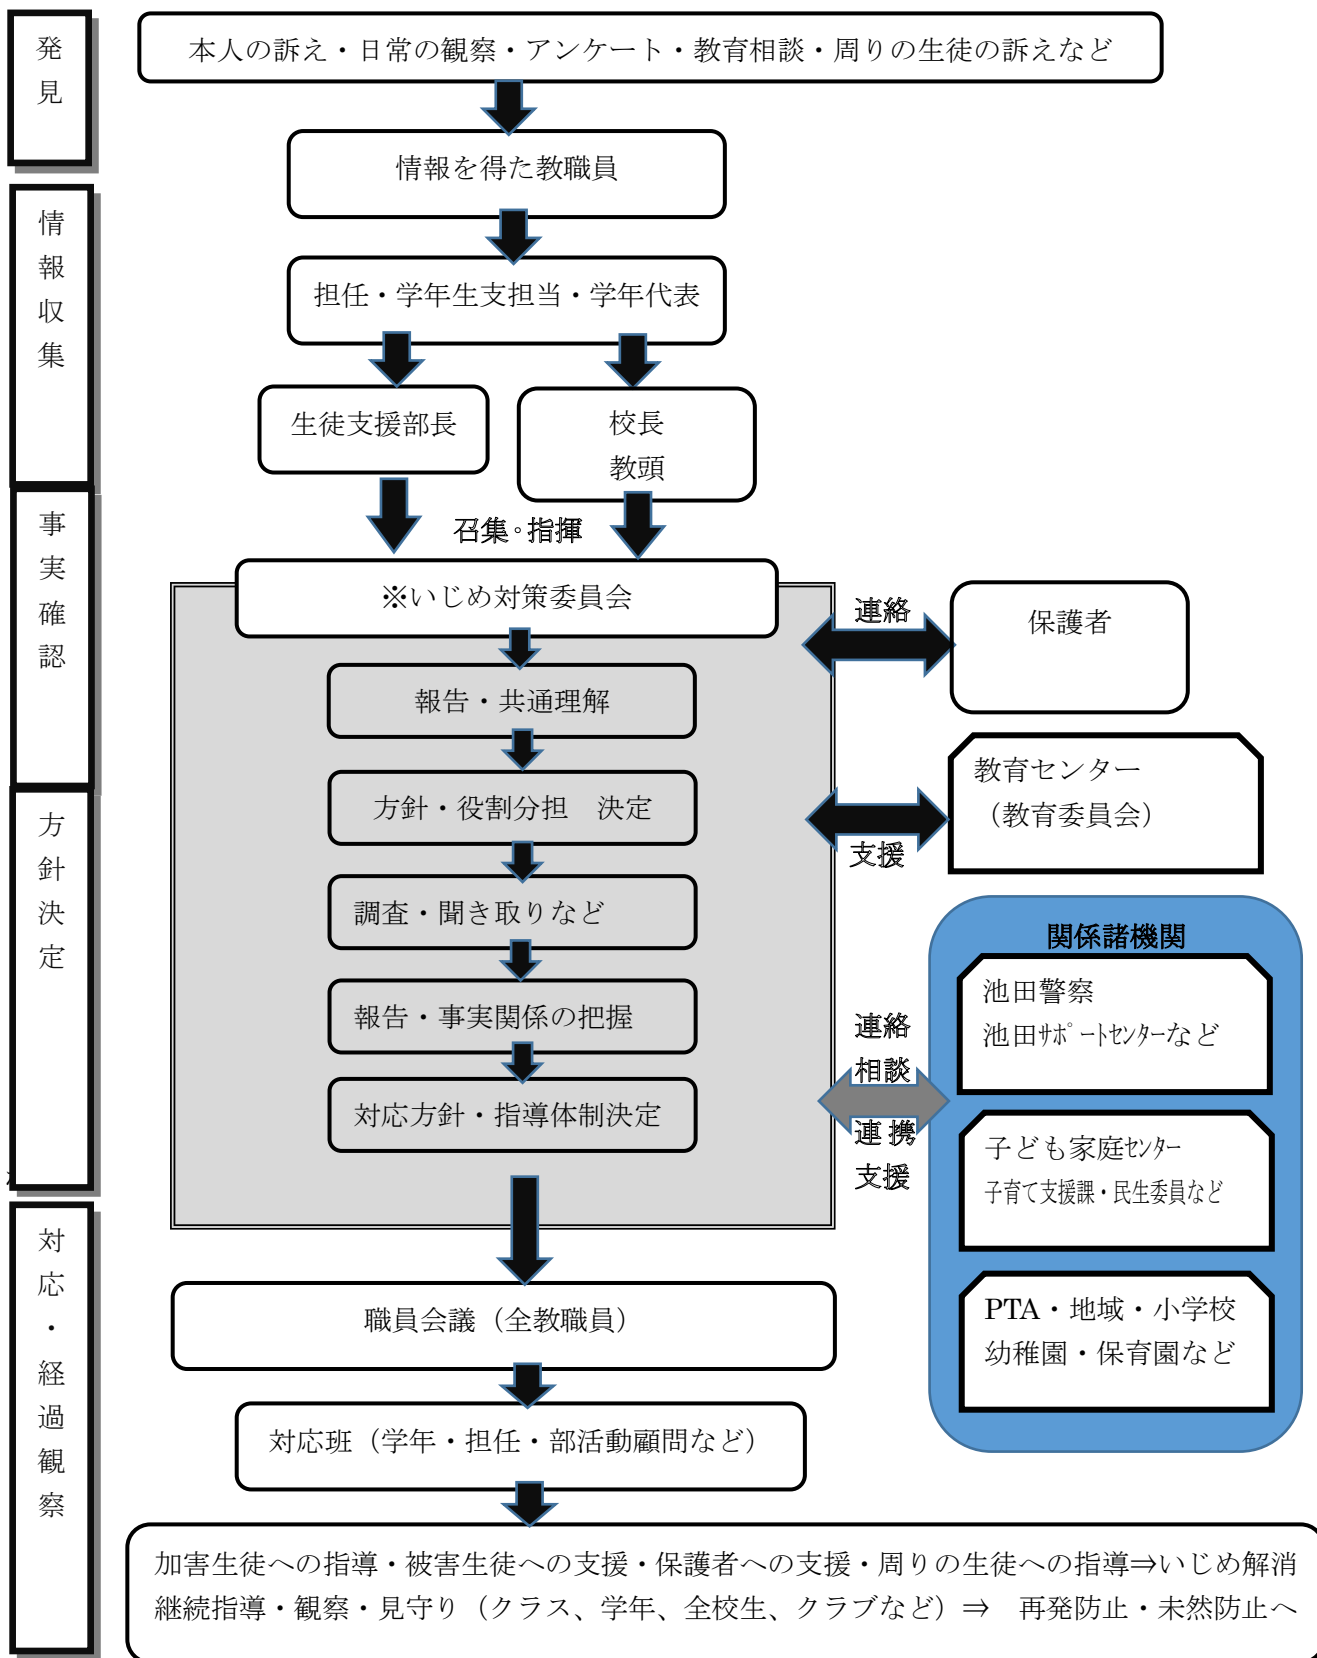 発見
本人の訴え・日常の観察・アンケート・教育相談・周りの生徒の訴えなど
情報を得た教職員
情報収集
担任・学年生支担当・学年代表
生徒支援部長
校長
教頭
事実確認
召集・指揮
※いじめ対策委員会
連絡
保護者
報告・共通理解
教育センター
（教育委員会）
方針・役割分担　決定
支援
方針決定
調査・聞き取りなど
関係諸機関
池田警察
池田ｻﾎﾟｰﾄｾﾝﾀｰなど
報告・事実関係の把握
連絡
相談
連携
支援
対応方針・指導体制決定
子ども家庭ｾﾝﾀｰ
子育て支援課・民生委員など
対応・経過観察
職員会議（全教職員）
PTA・地域・小学校
幼稚園・保育園など
対応班（学年・担任・部活動顧問など）
加害生徒への指導・被害生徒への支援・保護者への支援・周りの生徒への指導⇒いじめ解消
継続指導・観察・見守り（クラス、学年、全校生、クラブなど）⇒　再発防止・未然防止へ